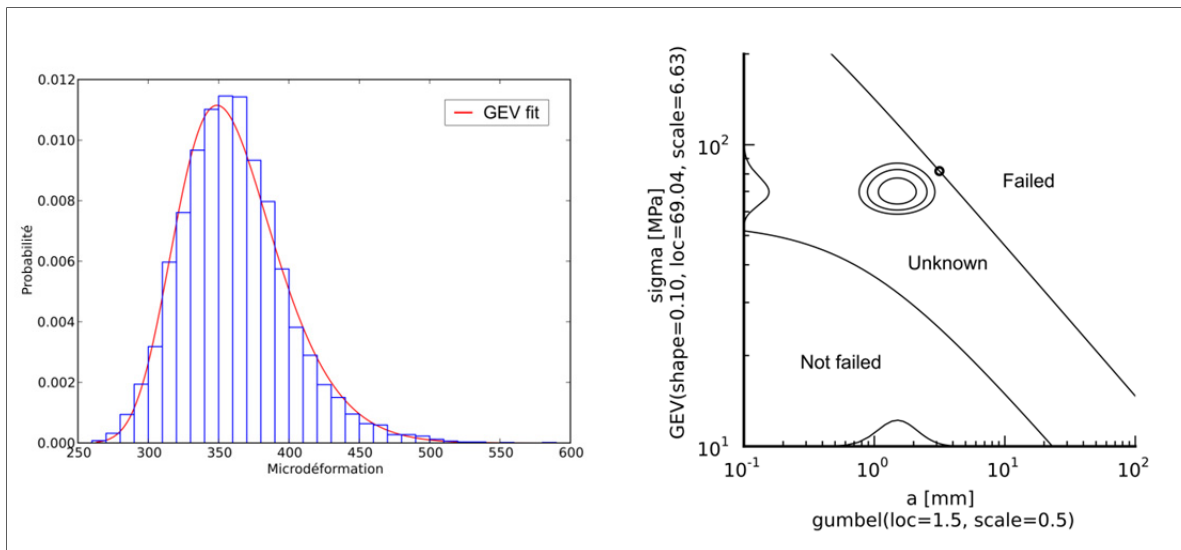 0.012
0.010
0.008
0.006
0.004
0.002
0.000
250
300
350
400
450
500
550
600
Probabilité
Microdéformation
GEV fit
sigma [MPa]
GEV(shape=0.10, loc=69.04, scale=6.63)
10²
10¹
Failed
Unknown
Not failed
10⁻¹
10⁰
10¹
10²
a [mm]
gumbel(loc=1.5, scale=0.5)